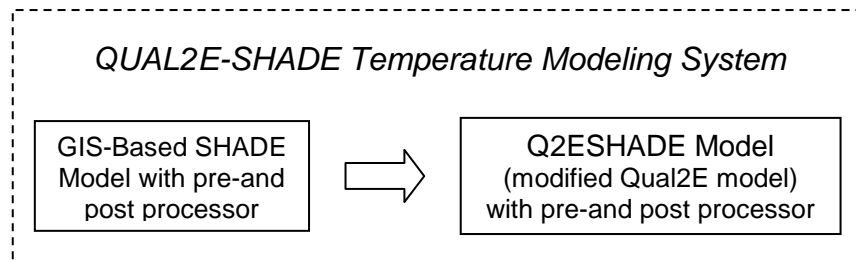 QUAL2E-SHADE Temperature Modeling System
GIS-Based SHADE
Model with pre-and
post processor
Q2ESHADE Model
(modified Qual2E model)
with pre-and post processor